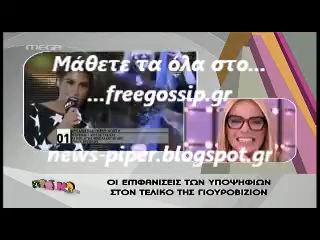 MEGA
Μάθετε τα όλα στο...
...freegossip.gr
01
news-piper.blogspot.gr
ΟΙ ΕΜΦΑΝΙΣΕΙΣ ΤΩΝ ΥΠΟΨΗΦΙΩΝ
ΣΤΟΝ ΤΕΛΙΚΟ ΤΗΣ ΓΙΟΥΡΟΒΙΖΙΟΝ